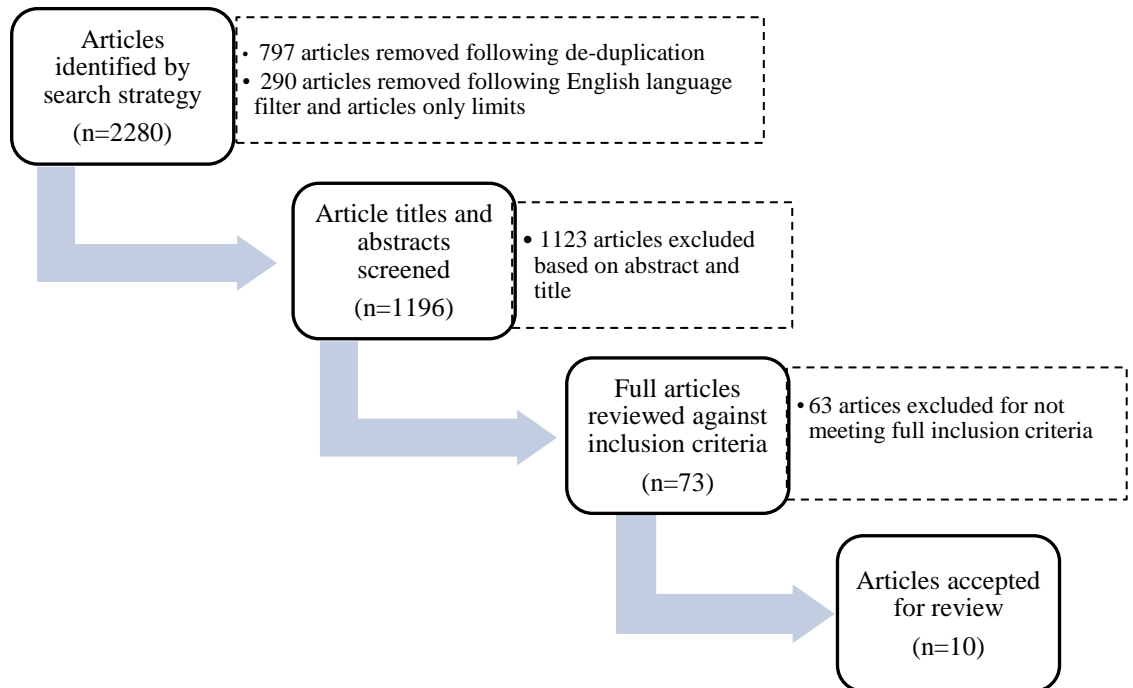 Articles
identified by
search strategy
(n=2280)
• 797 articles removed following de-duplication
• 290 articles removed following English language
filter and articles only limits
Article titles and
abstracts
screened
(n=1196)
• 1123 articles excluded
based on abstract and
title
Full articles
reviewed against
inclusion criteria
(n=73)
• 63 artices excluded for not
meeting full inclusion criteria
Articles accepted
for review
(n=10)